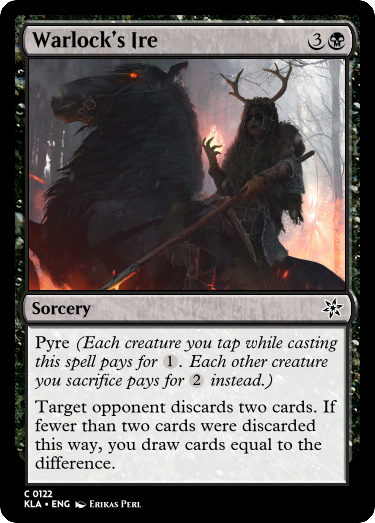 Warlock's Ire 3
Sorcery
Pyre (Each creature you tap while casting
this spell pays for 1. Each other creature
you sacrifice pays for 2 instead.)
Target opponent discards two cards. If
fewer than two cards were discarded
this way, you draw cards equal to the
difference.
C 0122
KLA • ENG Erikas Perl